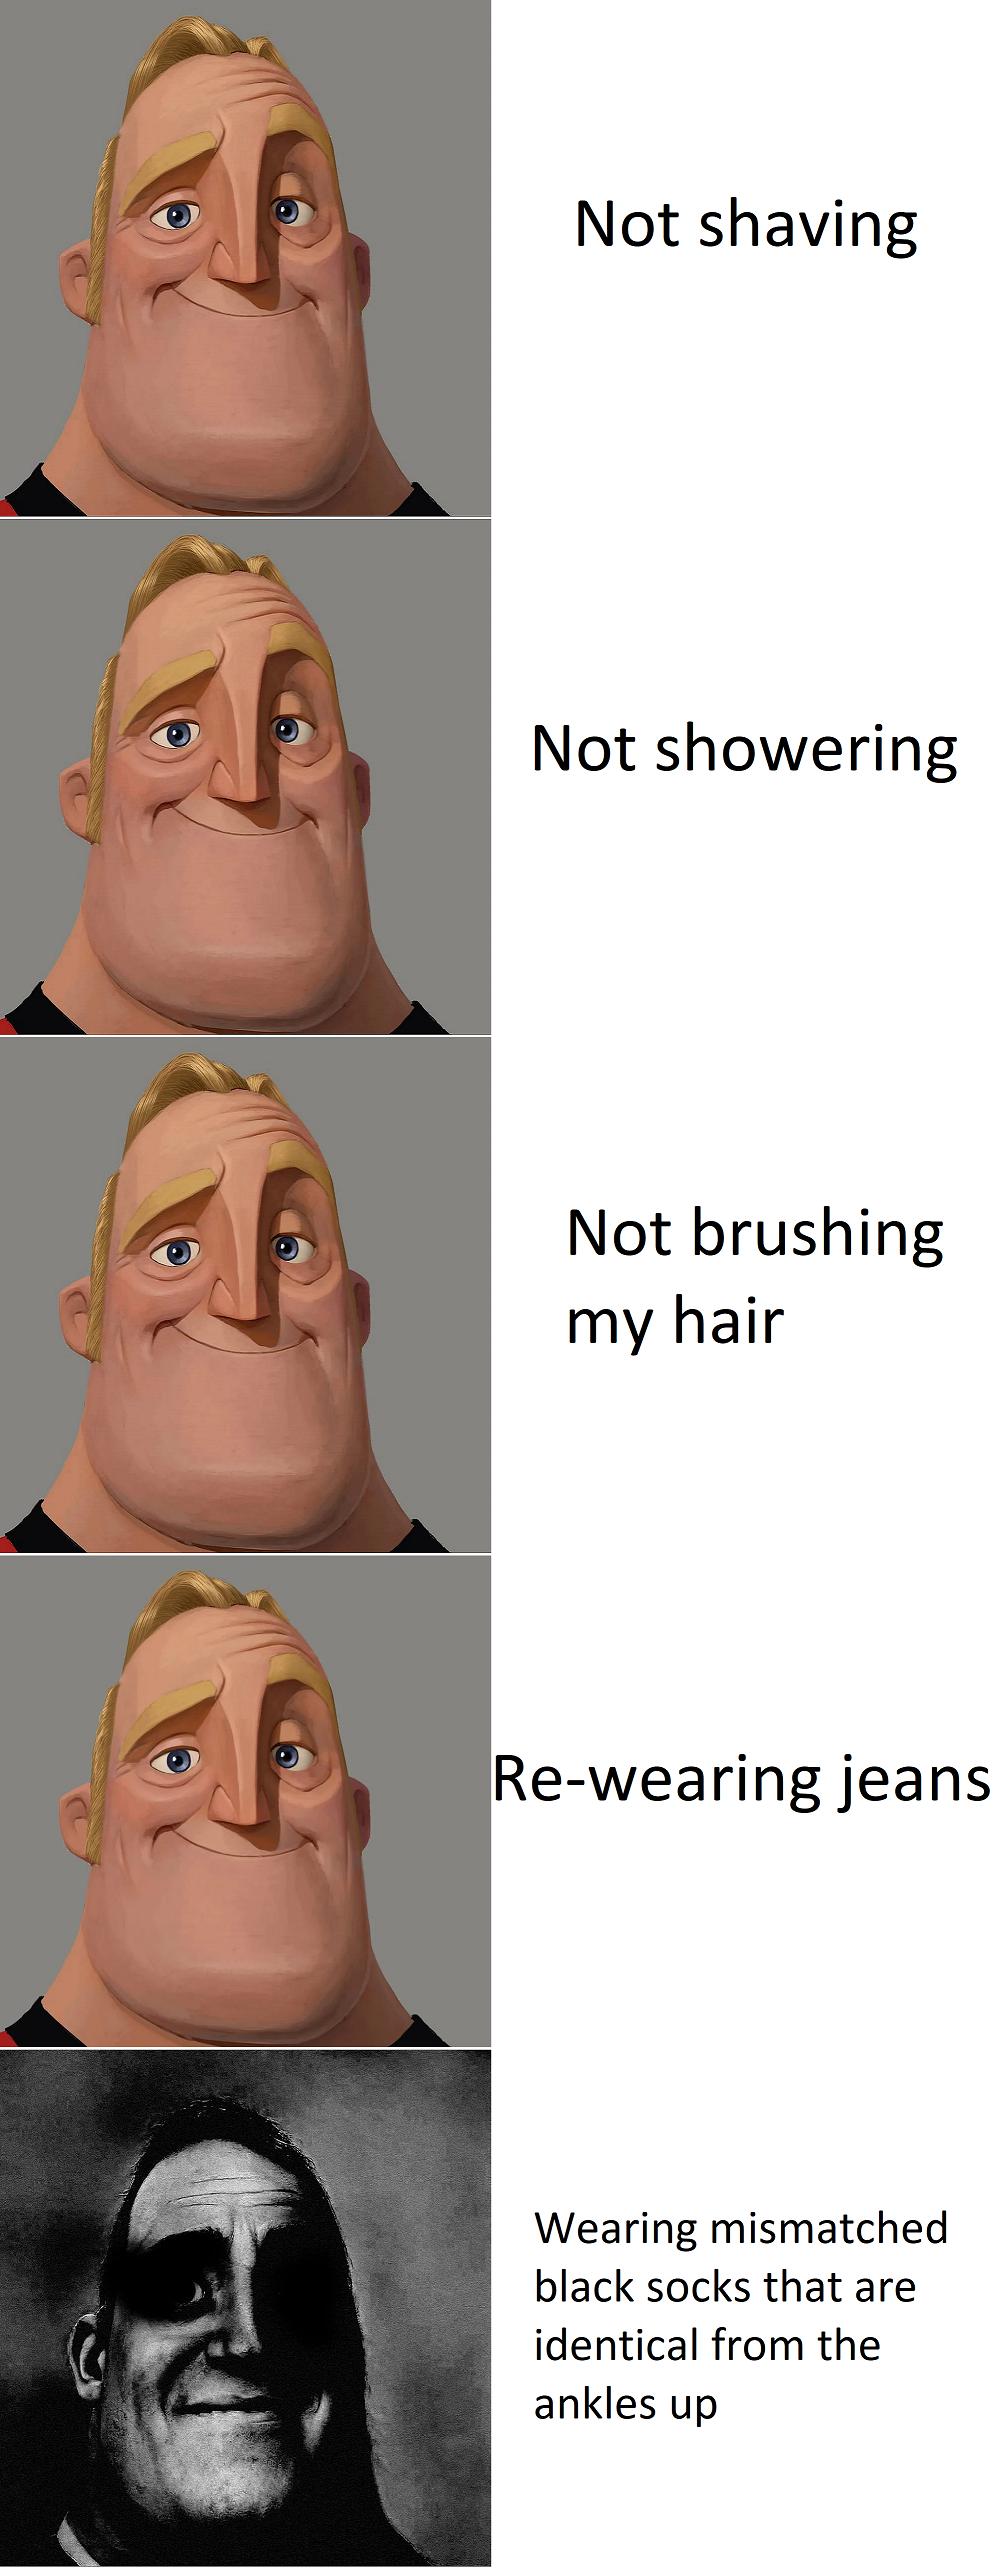 Not shaving
Not showering
Not brushing
my hair
Re-wearing jeans
Wearing mismatched
black socks that are
identical from the
ankles up